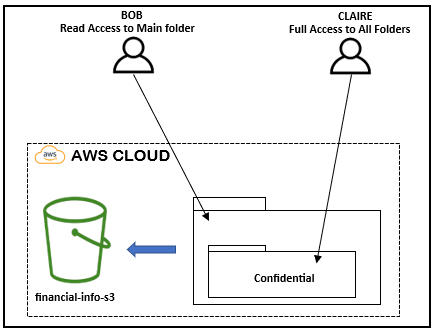 BOB
Read Access to Main folder
CLAIRE
Full Access to All Folders
aws
AWS CLOUD
Confidential
financial-info-s3